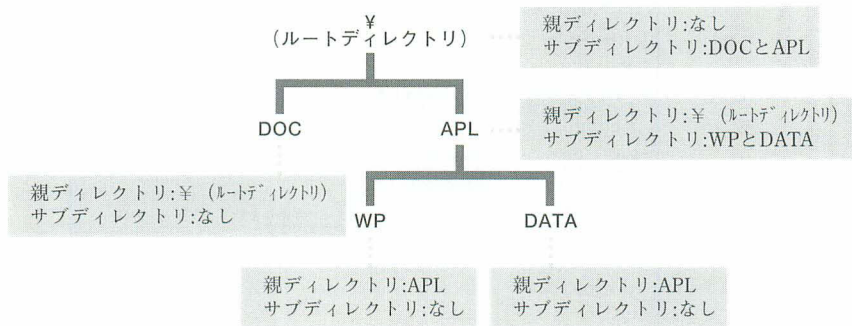 ¥
(ルートディレクトリ)
親ディレクトリ:なし
サブディレクトリ:DOCとAPL
DOC
APL
親ディレクトリ:¥ (ルートディレクトリ)
サブディレクトリ:WPとDATA
親ディレクトリ:¥ (ルートディレクトリ)
サブディレクトリ:なし
WP
DATA
親ディレクトリ:APL
サブディレクトリ:なし
親ディレクトリ:APL
サブディレクトリ:なし